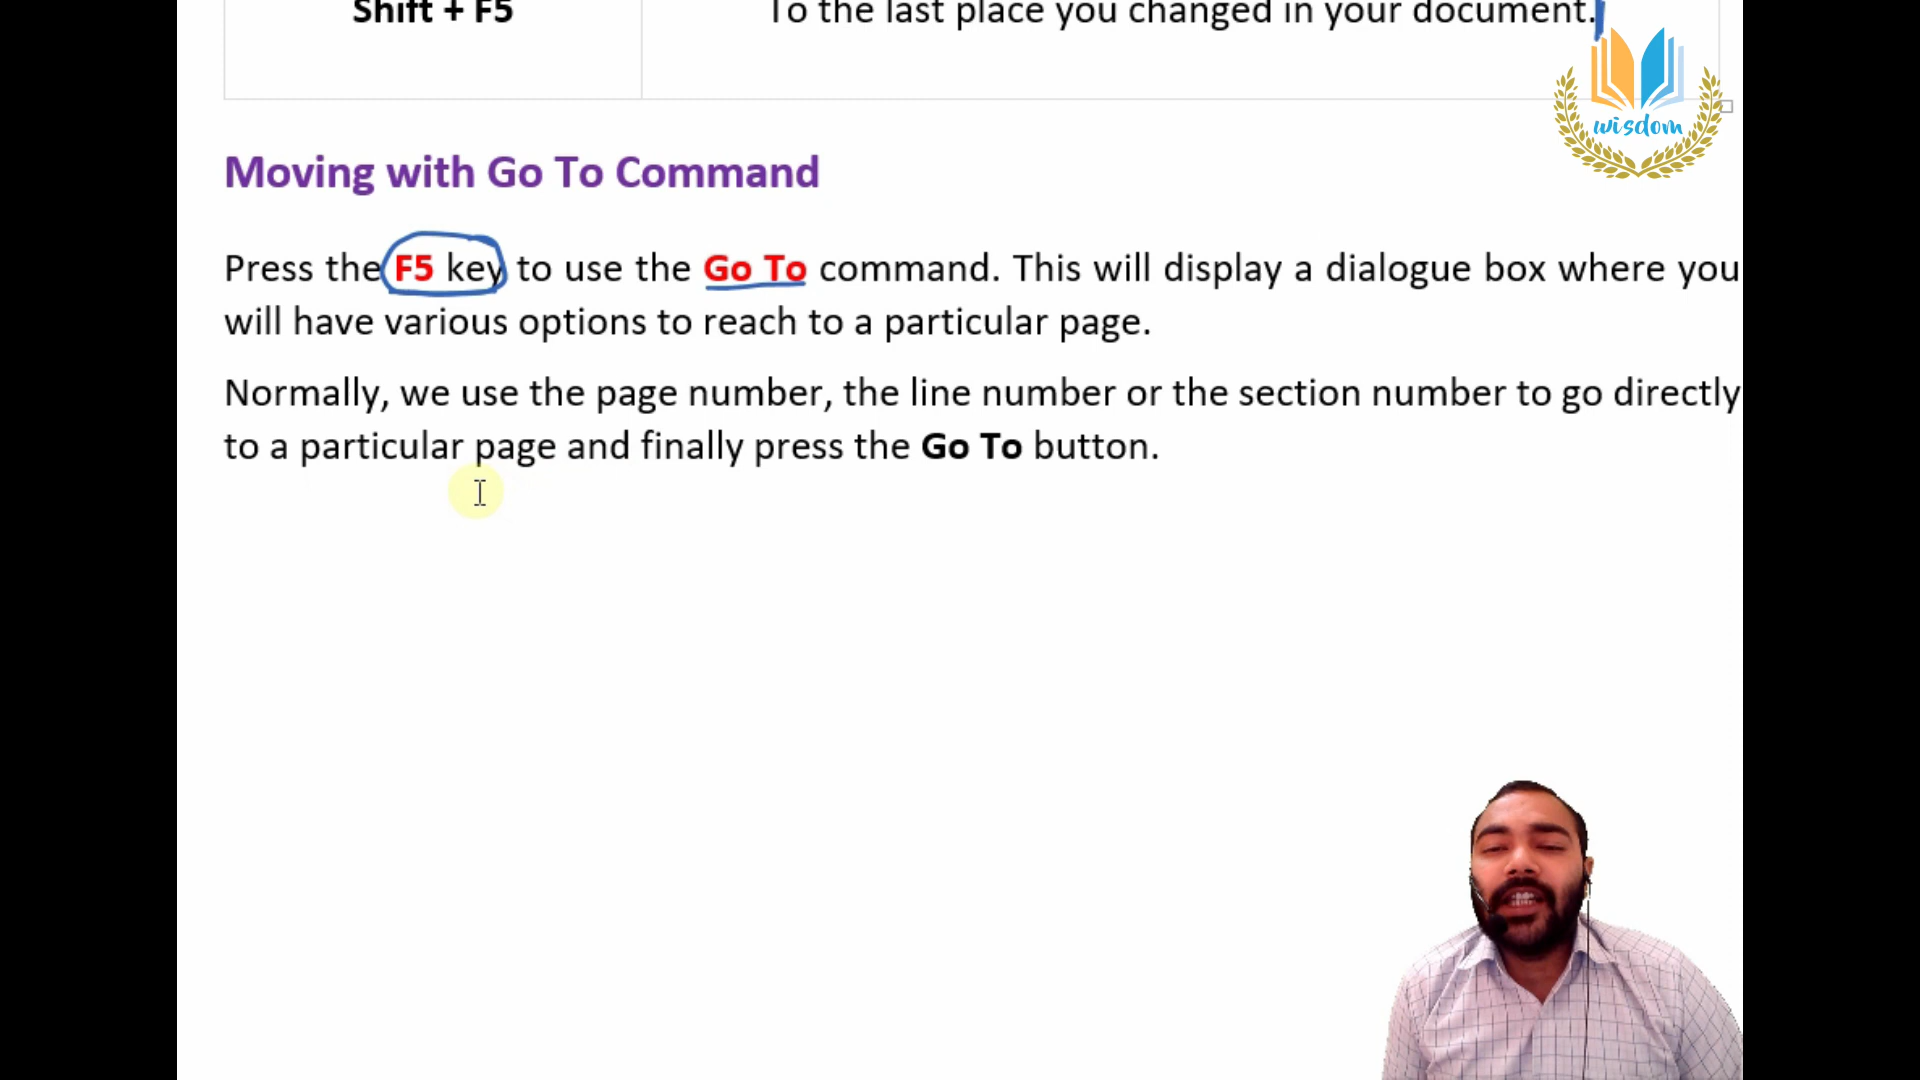 Shift + F5
To the last place you changed in your document.
wisdom
Moving with Go To Command
Press the F5 key to use the Go To command. This will display a dialogue box where you
will have various options to reach to a particular page.
Normally, we use the page number, the line number or the section number to go directly
to a particular page and finally press the Go To button.